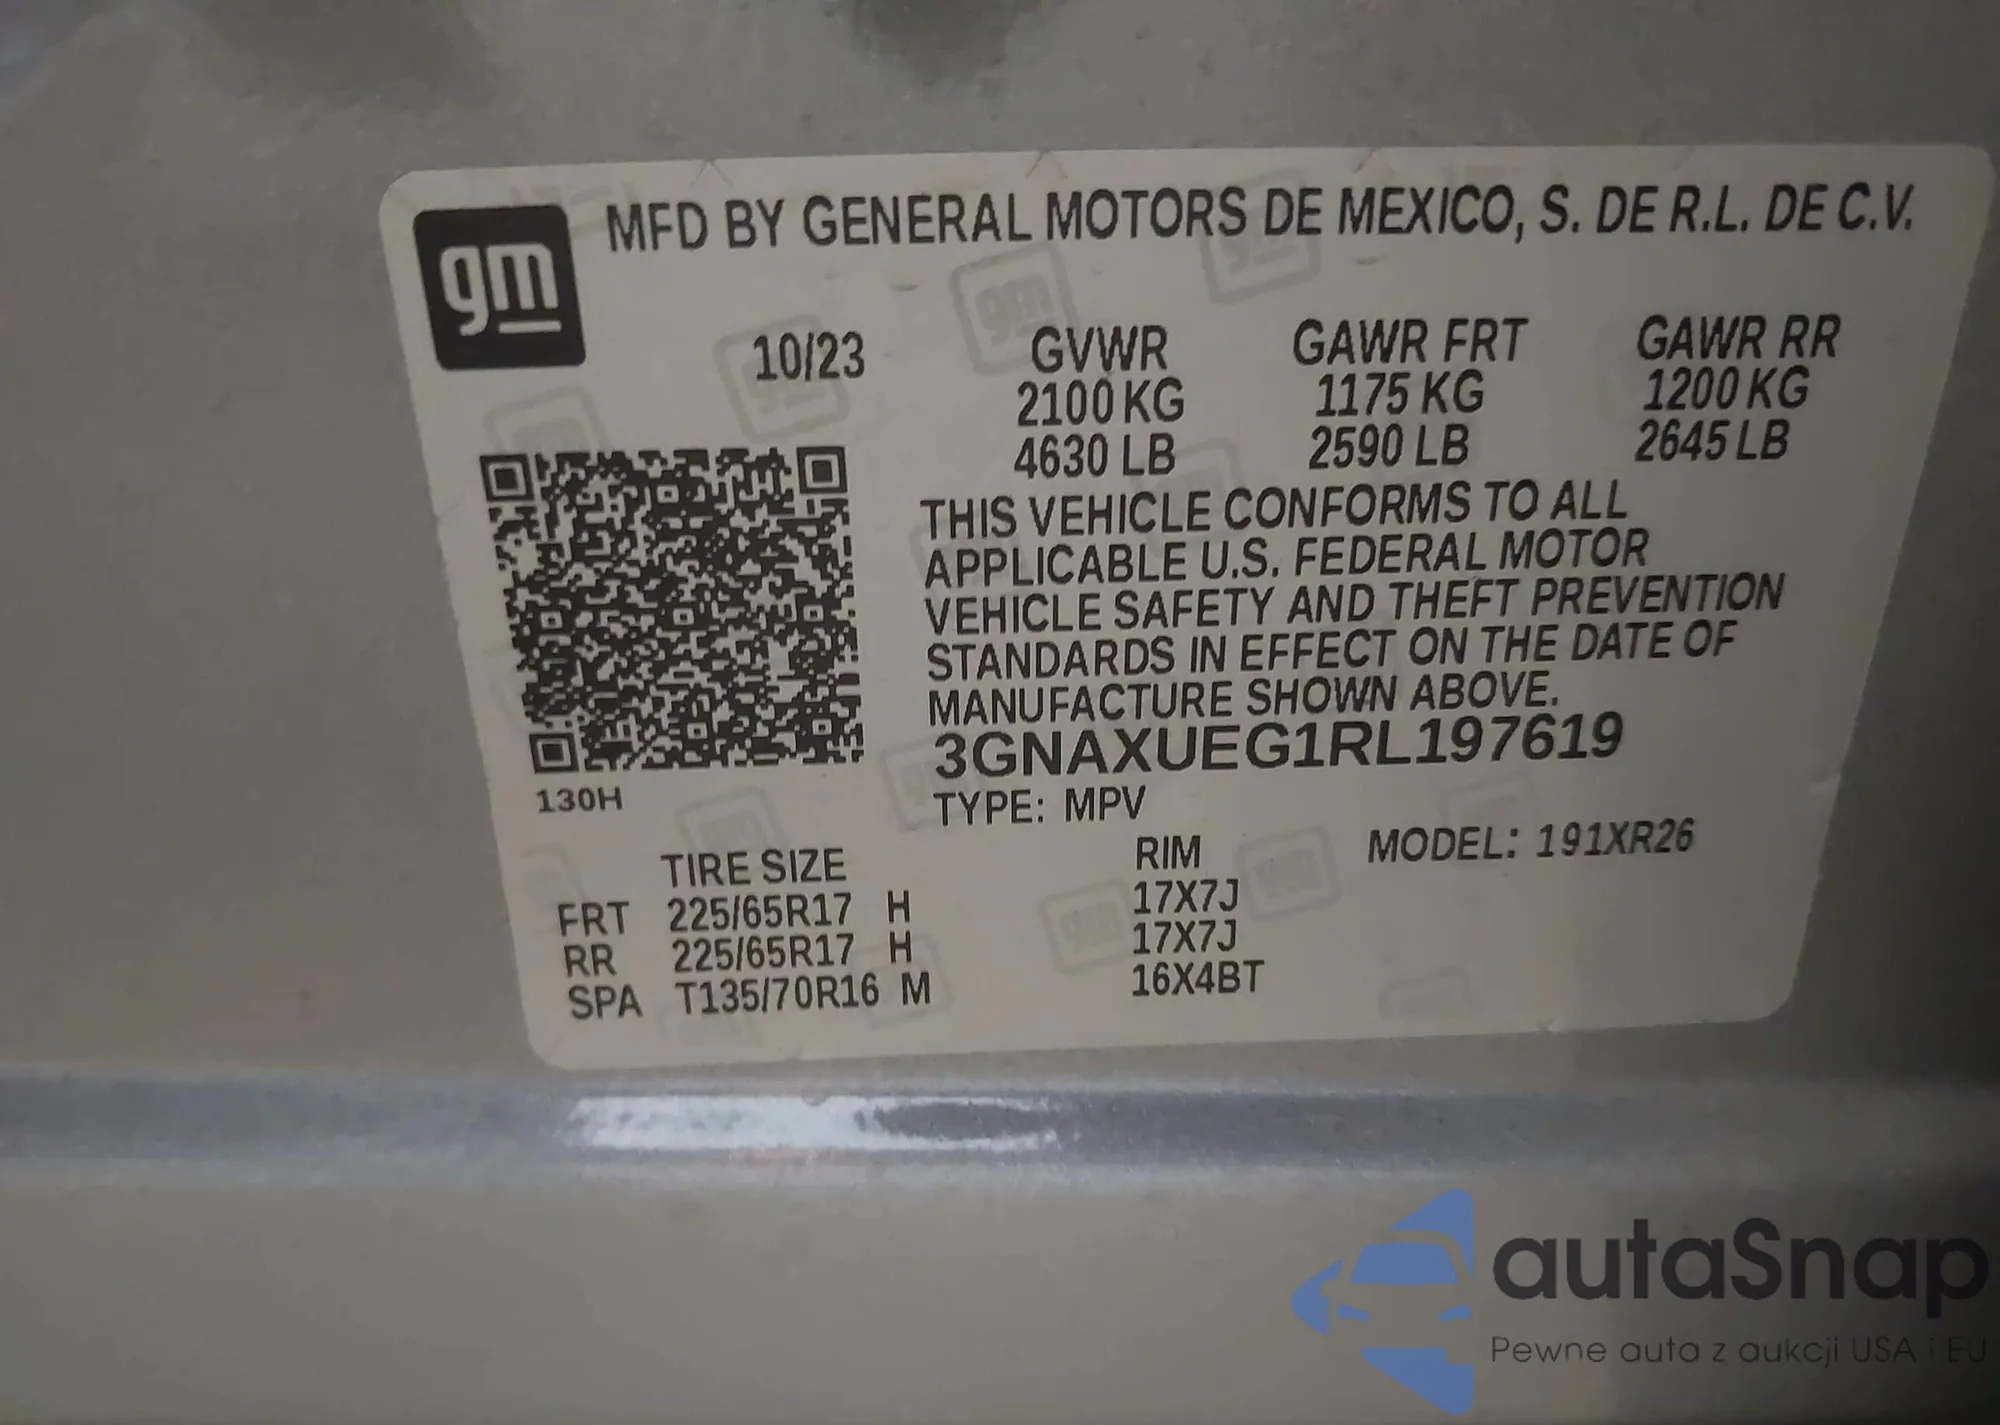 gm
MFD BY GENERAL MOTORS DE MEXICO, S. DE R.L. DE C.V.
10/23 GVWR GAWR FRT GAWR RR
2100 KG 1175 KG 1200 KG
4630 LB 2590 LB 2645 LB
THIS VEHICLE CONFORMS TO ALL
APPLICABLE U.S. FEDERAL MOTOR
VEHICLE SAFETY AND THEFT PREVENTION
STANDARDS IN EFFECT ON THE DATE OF
MANUFACTURE SHOWN ABOVE.
3GNAXUEG1RL197619
130H
TYPE: MPV
MODEL: 191XR26
TIRE SIZE RIM
FRT 225/65R17 H 17X7J
RR 225/65R17 H 17X7J
SPA T135/70R16 M 16X4BT
autaSnap
Pewne auta z aukcji USA i EU